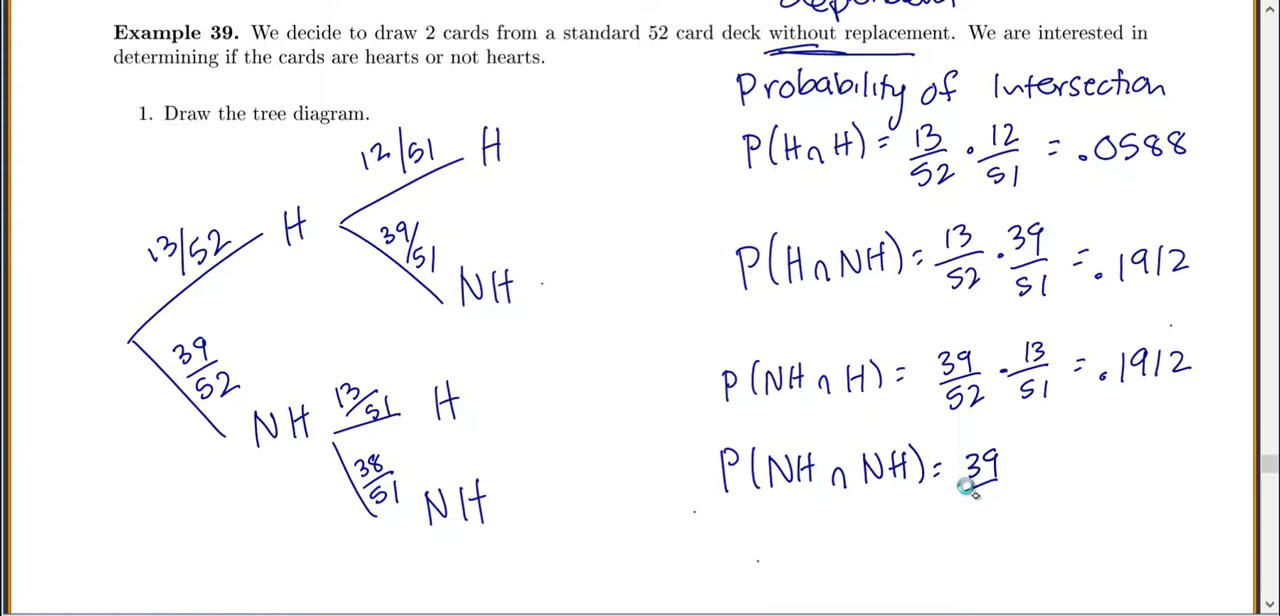 dependent
Example 39. We decide to draw 2 cards from a standard 52 card deck without replacement. We are interested in
determining if the cards are hearts or not hearts.
Probability of Intersection
1. Draw the tree diagram.
12/51 H
P(H∩H) = 13/52 · 12/51 = .0588
13/52 H
39/51
NH
P(H∩NH) = 13/52 · 39/51 = .1912
39/52
P(NH∩H) = 39/52 · 13/51 = .1912
NH 13/51 H
38/51 NH
P(NH∩NH) = 39